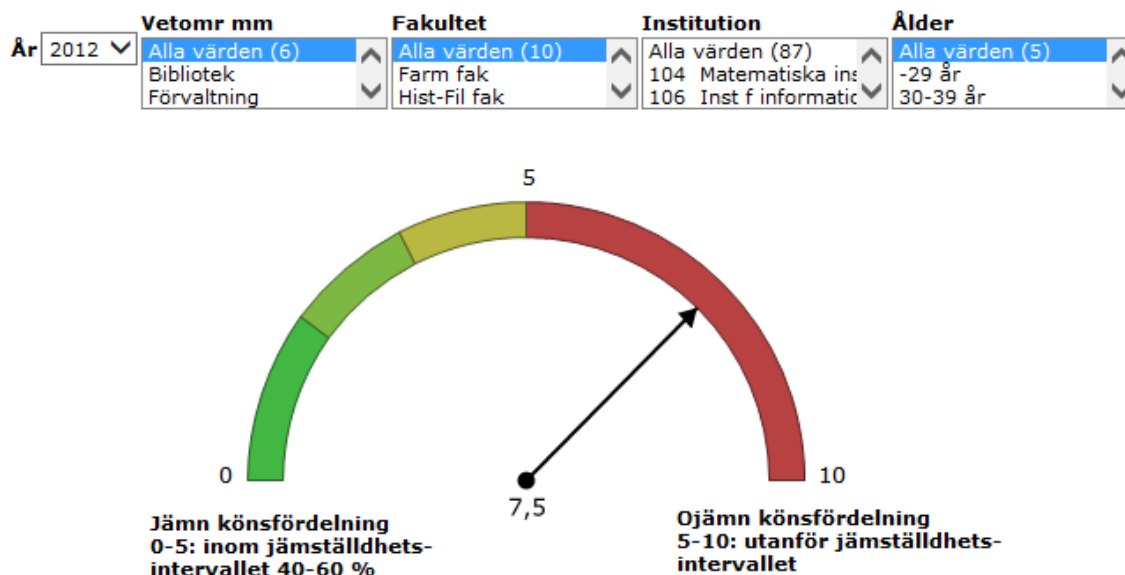 Vetomr mm Fakultet Institution Ålder
År 2012 Alla värden (6) Alla värden (10) Alla värden (87) Alla värden (5)
Bibliotek Farm fak 104 Matematiska ins -29 år
Förvaltning Hist-Fil fak 106 Inst f informatio 30-39 år
5
0 10
7,5
Jämn könsfördelning
0-5: inom jämställdhets-
intervallet 40-60 %
Ojämn könsfördelning
5-10: utanför jämställdhets-
intervallet